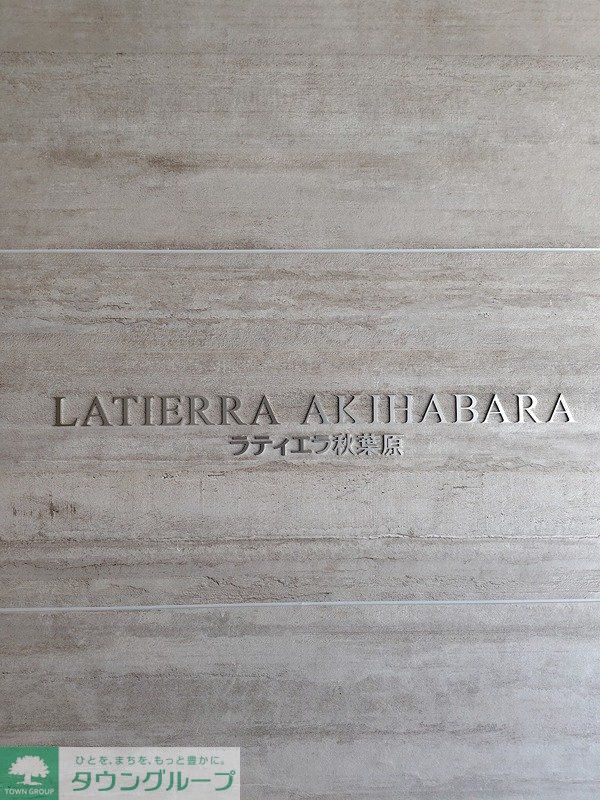 LATIERRA AKIHABARA
ラティエラ秋葉原
ひとを、まちを、もっと豊かに。
タウングループ
TOWN GROUP